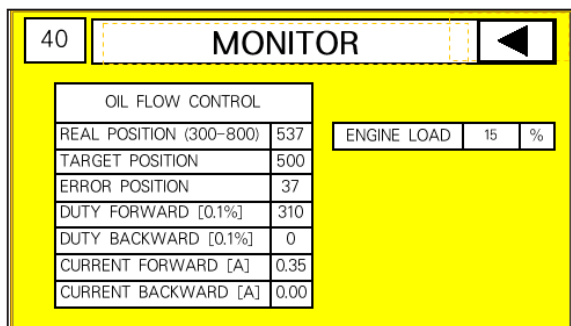 40 MONITOR
OIL FLOW CONTROL
REAL POSITION (300-800) 537
ENGINE LOAD 15 %
TARGET POSITION 500
ERROR POSITION 37
DUTY FORWARD [0.1%] 310
DUTY BACKWARD [0.1%] 0
CURRENT FORWARD [A] 0.35
CURRENT BACKWARD [A] 0.00